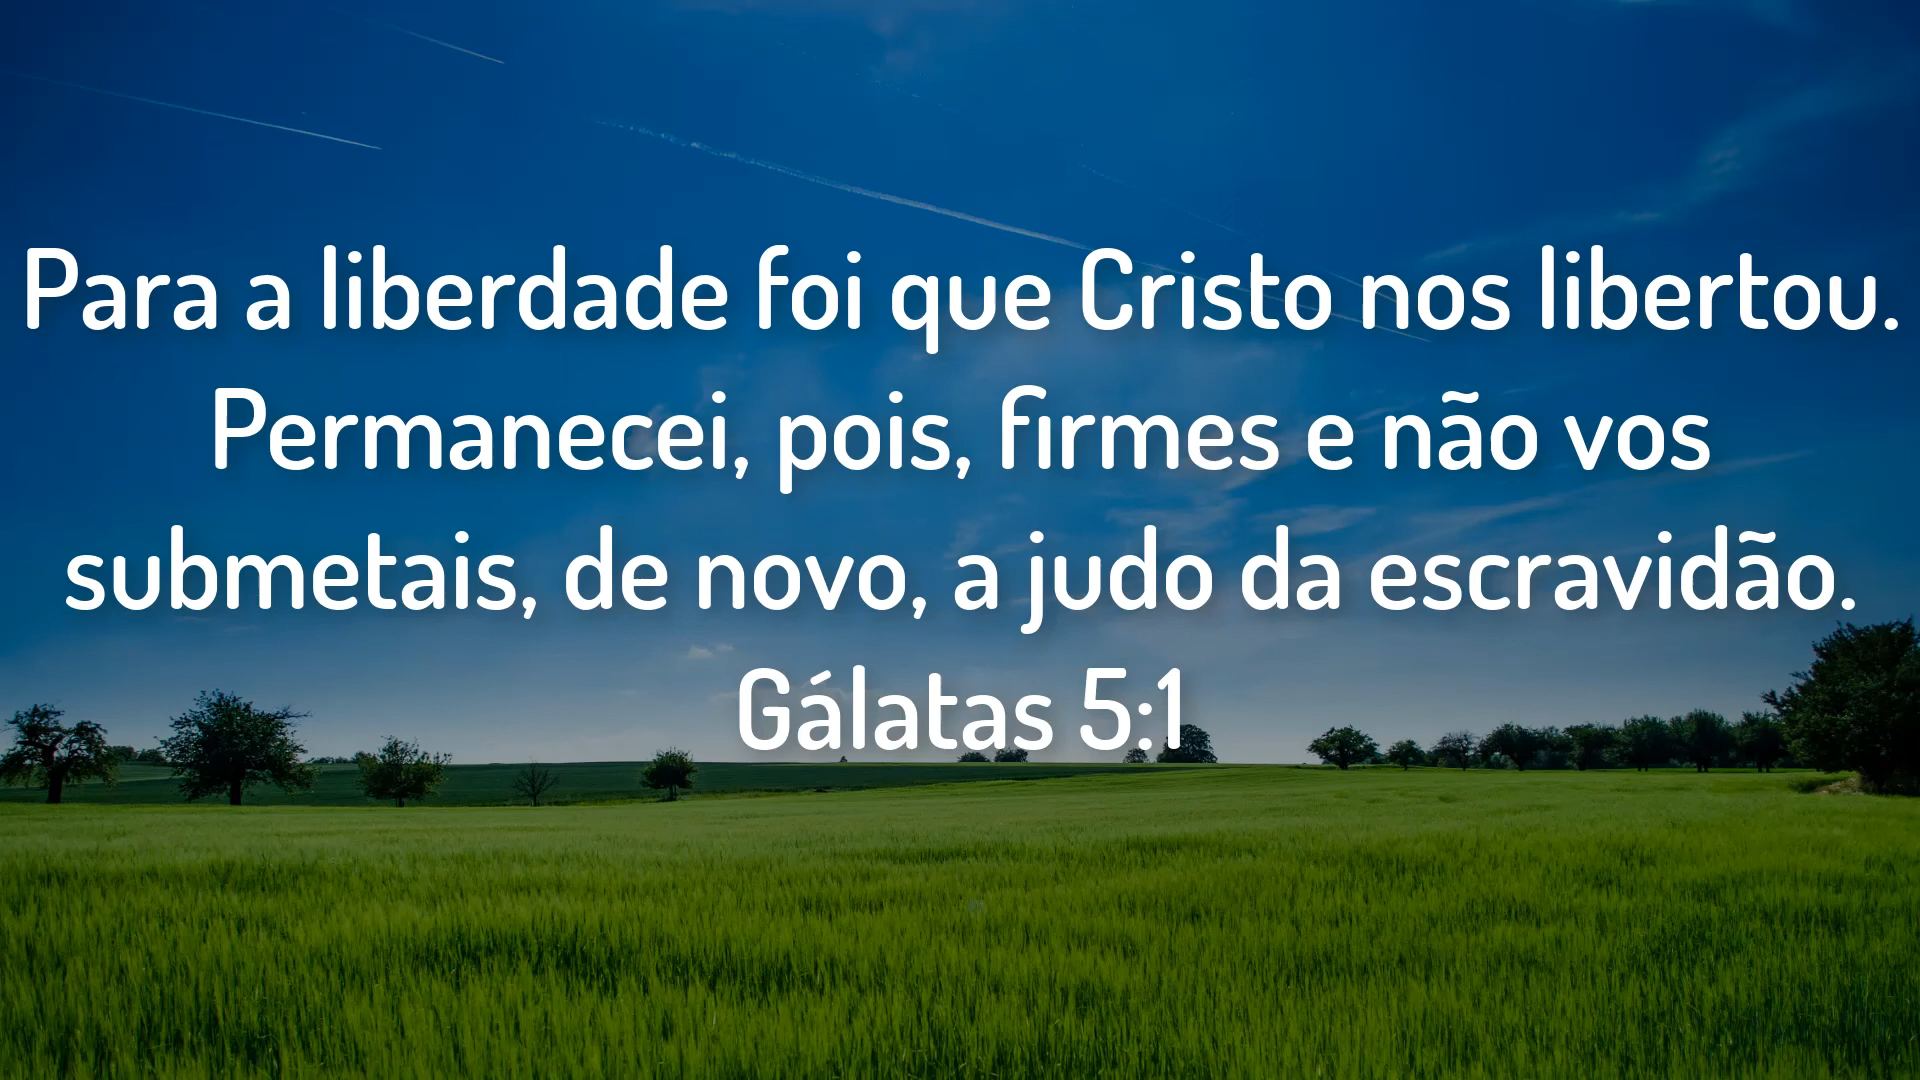 Para a liberdade foi que Cristo nos libertou.
Permanecei, pois, firmes e não vos
submetais, de novo, a judo da escravidão.
Gálatas 5:1